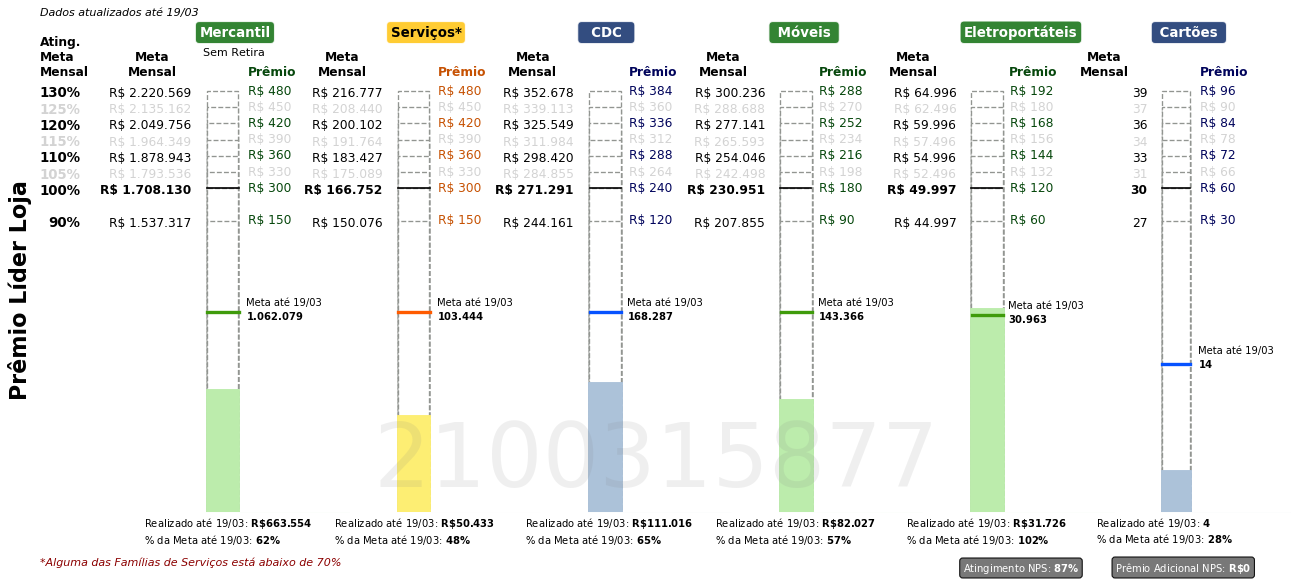 Dados atualizados até 19/03
Mercantil Serviços* CDC Móveis Eletroportáteis Cartões
Sem Retira
Ating. Meta Mensal
Meta Mensal Prêmio Meta Mensal Prêmio Meta Mensal Prêmio Meta Mensal Prêmio Meta Mensal Prêmio Meta Mensal Prêmio
130% R$ 2.220.569 R$ 480 R$ 216.777 R$ 480 R$ 352.678 R$ 384 R$ 300.236 R$ 288 R$ 64.996 R$ 192 39 R$ 96
125% R$ 2.135.162 R$ 450 R$ 208.440 R$ 450 R$ 339.113 R$ 360 R$ 288.688 R$ 270 R$ 62.496 R$ 180 37 R$ 90
120% R$ 2.049.756 R$ 420 R$ 200.102 R$ 420 R$ 325.549 R$ 336 R$ 277.141 R$ 252 R$ 59.996 R$ 168 36 R$ 84
115% R$ 1.964.349 R$ 390 R$ 191.764 R$ 390 R$ 311.984 R$ 312 R$ 265.593 R$ 234 R$ 57.496 R$ 156 34 R$ 78
110% R$ 1.878.943 R$ 360 R$ 183.427 R$ 360 R$ 298.420 R$ 288 R$ 254.046 R$ 216 R$ 54.996 R$ 144 33 R$ 72
105% R$ 1.793.536 R$ 330 R$ 175.089 R$ 330 R$ 284.855 R$ 264 R$ 242.498 R$ 198 R$ 52.496 R$ 132 31 R$ 66
100% R$ 1.708.130 R$ 300 R$ 166.752 R$ 300 R$ 271.291 R$ 240 R$ 230.951 R$ 180 R$ 49.997 R$ 120 30 R$ 60
90% R$ 1.537.317 R$ 150 R$ 150.076 R$ 150 R$ 244.161 R$ 120 R$ 207.855 R$ 90 R$ 44.997 R$ 60 27 R$ 30
Prêmio Líder Loja
Meta até 19/03 Meta até 19/03 Meta até 19/03 Meta até 19/03 Meta até 19/03
1.062.079 103.444 168.287 143.366 30.963
Meta até 19/03
14
2100315877
Realizado até 19/03: R$663.554 Realizado até 19/03: R$50.433 Realizado até 19/03: R$111.016 Realizado até 19/03: R$82.027 Realizado até 19/03: R$31.726 Realizado até 19/03: 4
% da Meta até 19/03: 62% % da Meta até 19/03: 48% % da Meta até 19/03: 65% % da Meta até 19/03: 57% % da Meta até 19/03: 102% % da Meta até 19/03: 28%
*Alguma das Famílias de Serviços está abaixo de 70%
Atingimento NPS: 87% Prêmio Adicional NPS: R$0